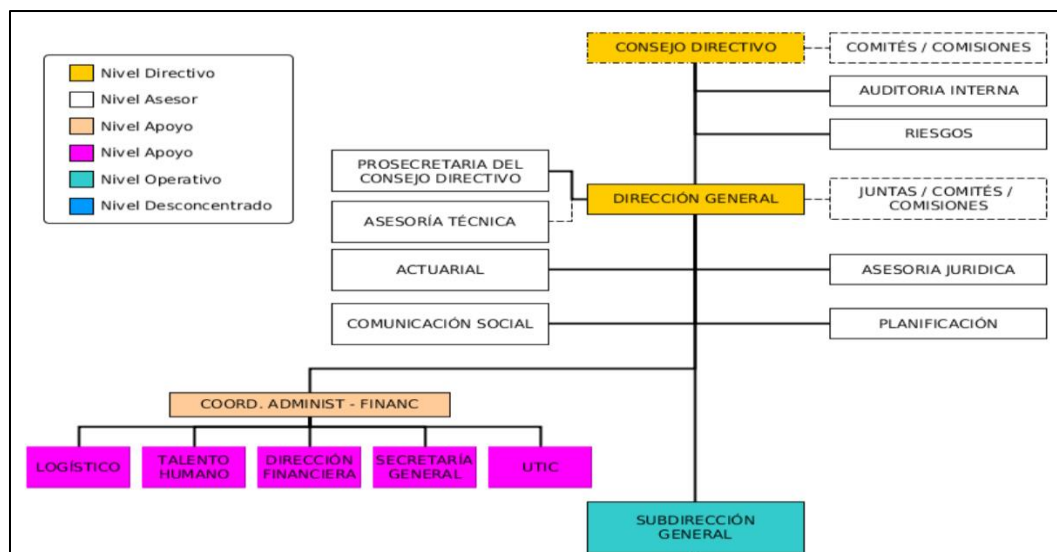 Nivel Directivo
Nivel Asesor
Nivel Apoyo
Nivel Apoyo
Nivel Operativo
Nivel Desconcentrado
CONSEJO DIRECTIVO
COMITÉS / COMISIONES
AUDITORIA INTERNA
RIESGOS
PROSECRETARIA DEL
CONSEJO DIRECTIVO
DIRECCIÓN GENERAL
JUNTAS / COMITÉS /
COMISIONES
ASESORÍA TÉCNICA
ACTUARIAL
ASESORIA JURIDICA
COMUNICACIÓN SOCIAL
PLANIFICACIÓN
COORD. ADMINIST - FINANC
LOGÍSTICO
TALENTO
HUMANO
DIRECCIÓN
FINANCIERA
SECRETARÍA
GENERAL
UTIC
SUBDIRECCIÓN
GENERAL